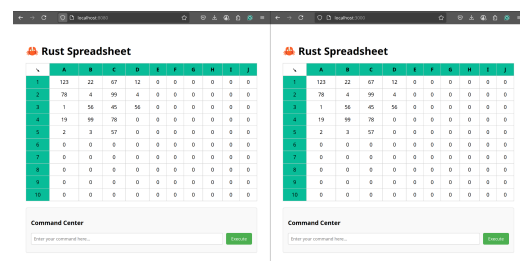 localhost:8080
Rust Spreadsheet
A B C D E F G H I J
1 123 22 67 12 0 0 0 0 0 0
2 78 4 99 4 0 0 0 0 0 0
3 1 56 45 56 0 0 0 0 0 0
4 19 99 78 0 0 0 0 0 0 0
5 2 3 57 0 0 0 0 0 0 0
6 0 0 0 0 0 0 0 0 0 0
7 0 0 0 0 0 0 0 0 0 0
8 0 0 0 0 0 0 0 0 0 0
9 0 0 0 0 0 0 0 0 0 0
10 0 0 0 0 0 0 0 0 0 0
Command Center
Enter your command here...
Execute
localhost:8080
Rust Spreadsheet
A B C D E F G H I J
1 123 22 67 12 0 0 0 0 0 0
2 78 4 99 4 0 0 0 0 0 0
3 1 56 45 56 0 0 0 0 0 0
4 19 99 78 0 0 0 0 0 0 0
5 2 3 57 0 0 0 0 0 0 0
6 0 0 0 0 0 0 0 0 0 0
7 0 0 0 0 0 0 0 0 0 0
8 0 0 0 0 0 0 0 0 0 0
9 0 0 0 0 0 0 0 0 0 0
10 0 0 0 0 0 0 0 0 0 0
Command Center
Enter your command here...
Execute